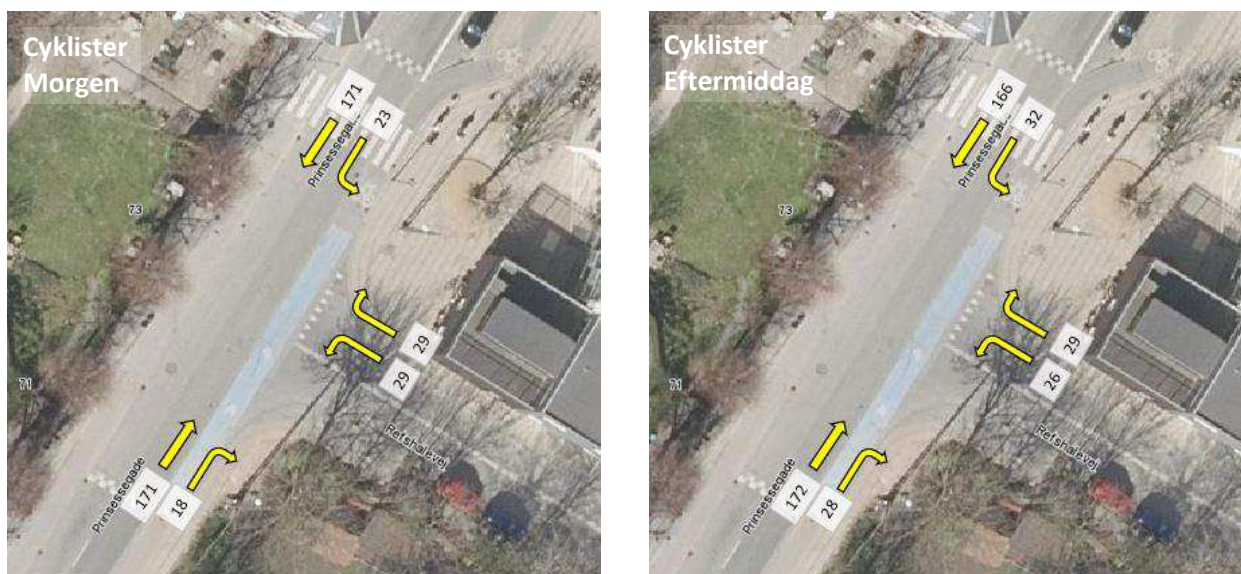 Cyklister
Morgen
171
23
Prinsessegade
73
71
29
29
Refshalevej
Prinsessegade
171
18
Cyklister
Eftermiddag
166
32
Prinsessegade
73
71
29
26
Refshalevej
Prinsessegade
172
28